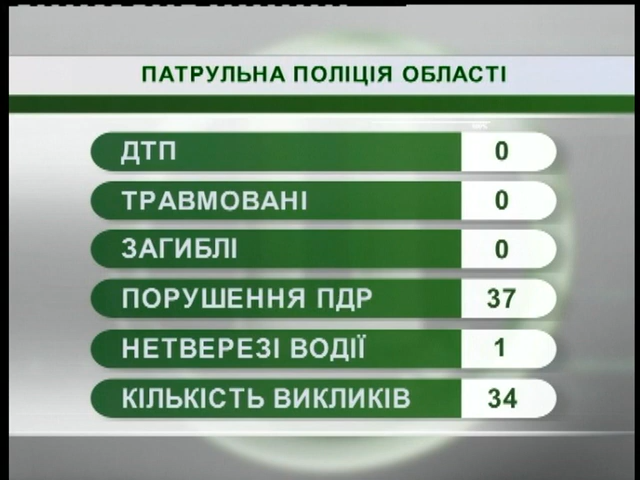 ПАТРУЛЬНА ПОЛІЦІЯ ОБЛАСТІ
ДТП 0
ТРАВМОВАНІ 0
ЗАГИБЛІ 0
ПОРУШЕННЯ ПДР 37
НЕТВЕРЕЗІ ВОДІЇ 1
КІЛЬКІСТЬ ВИКЛИКІВ 34